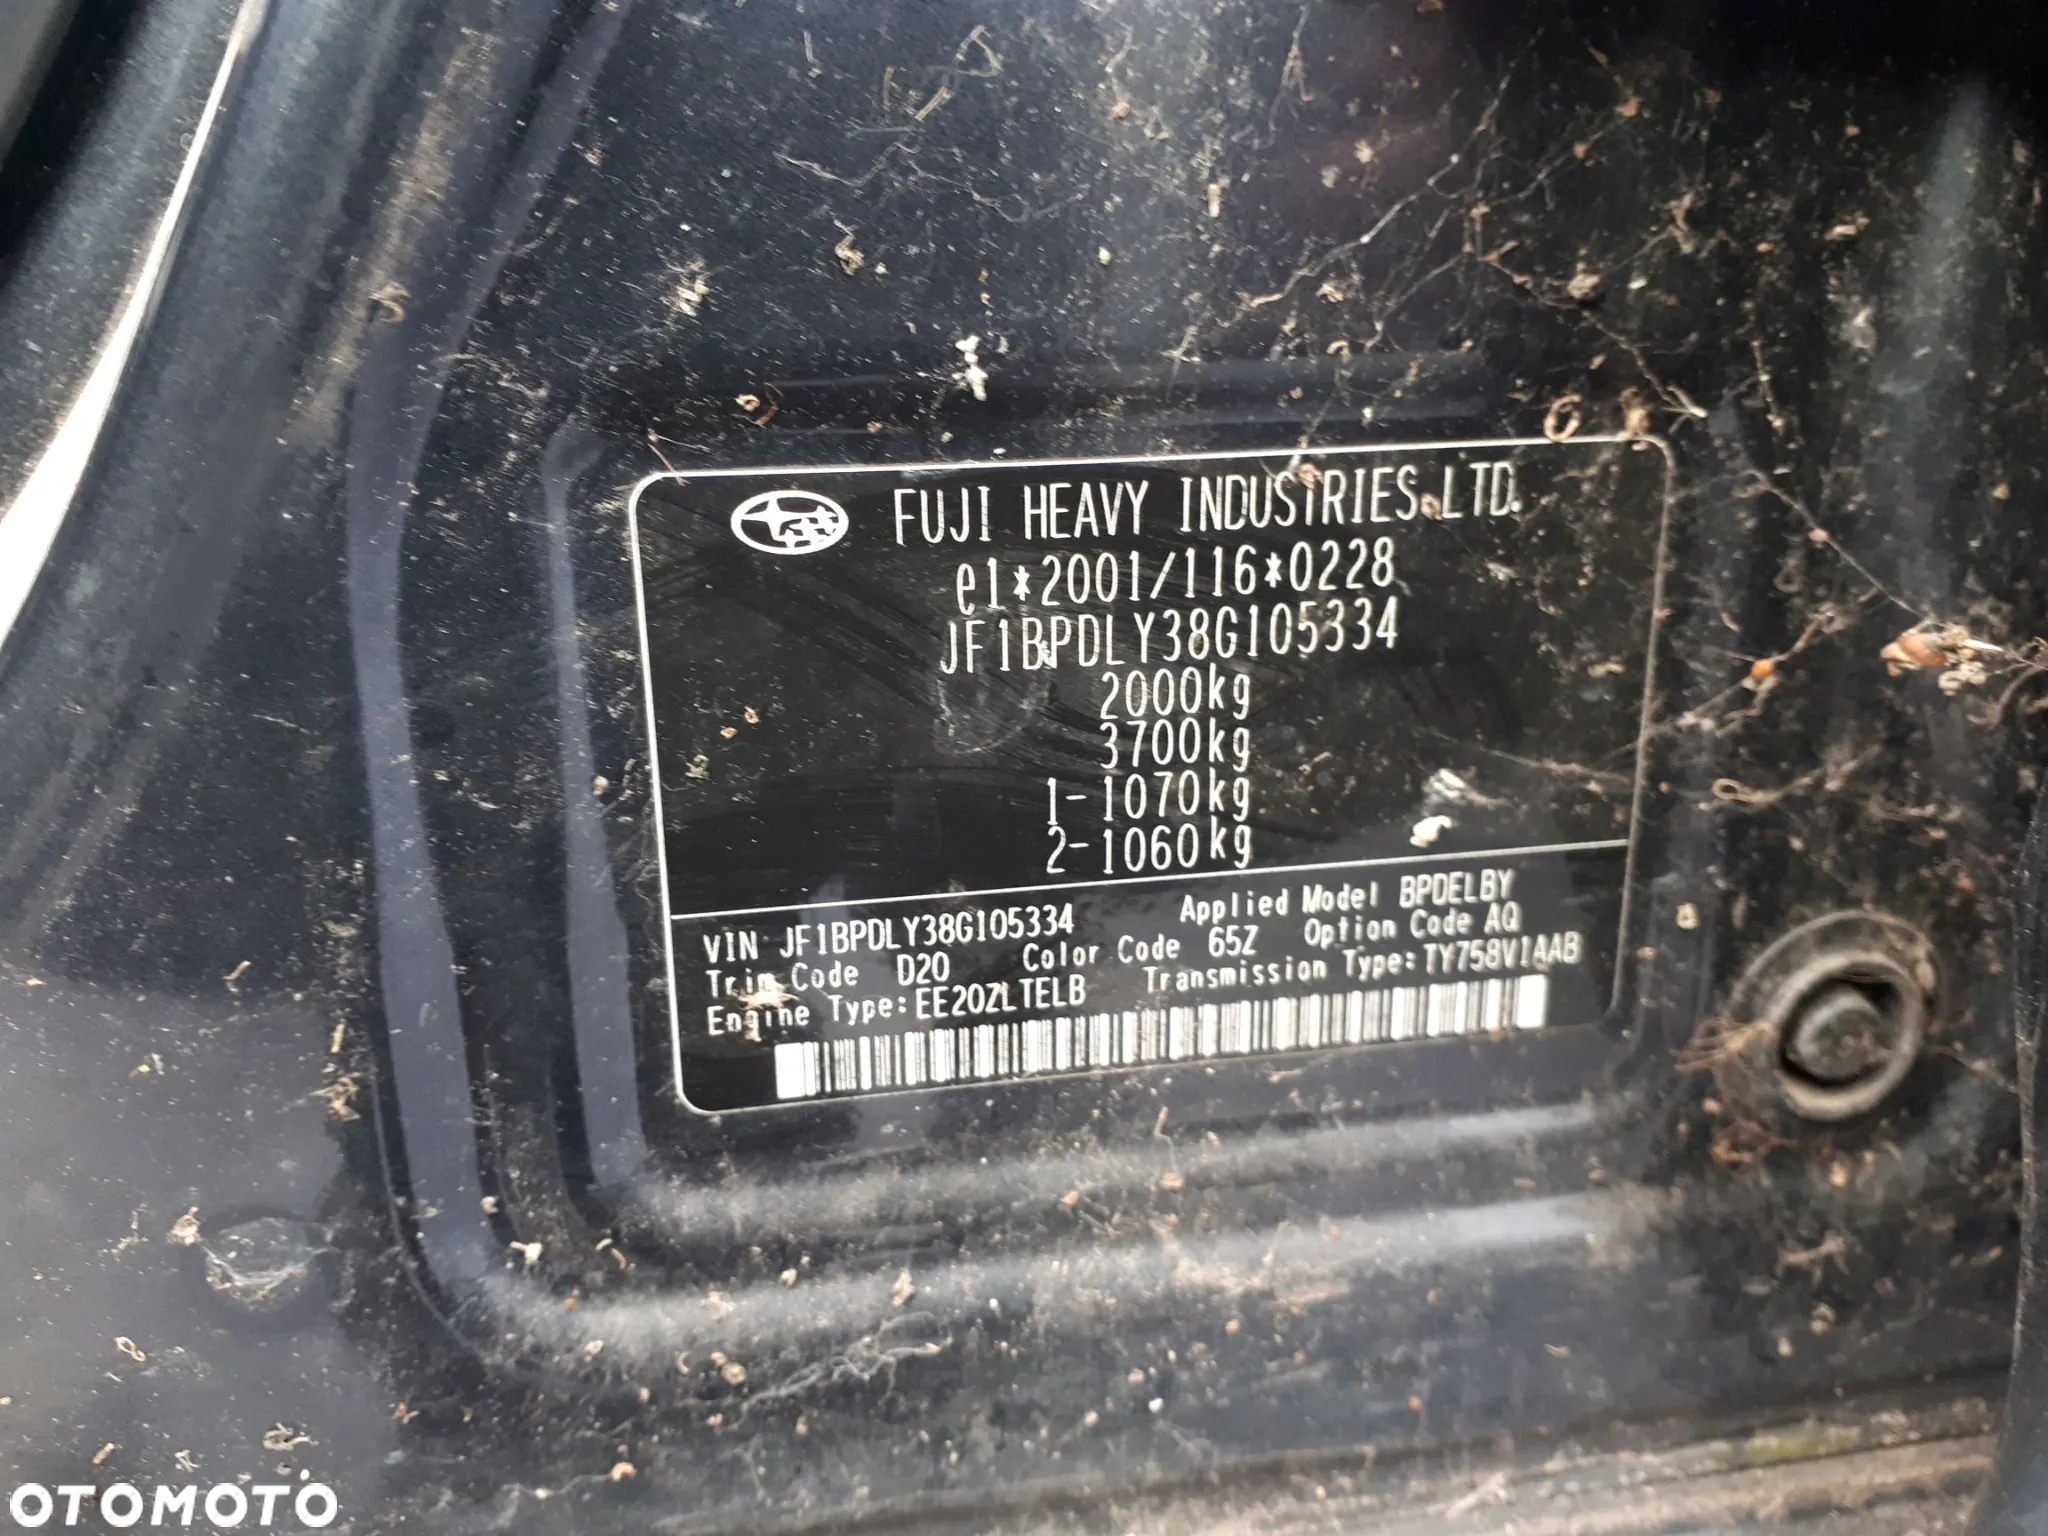 FUJI HEAVY INDUSTRIES LTD.
e1*2001/116*0228
JF1BPDLY38G105334
2000kg
3700kg
1-1070kg
2-1060kg
VIN JF1BPDLY38G105334 Applied Model BPDELBY
Trim Code D20 Color Code 65Z Option Code AQ
Engine Type: EE20ZLTELB Transmission Type: TY758V1AAB
OTOMOTO